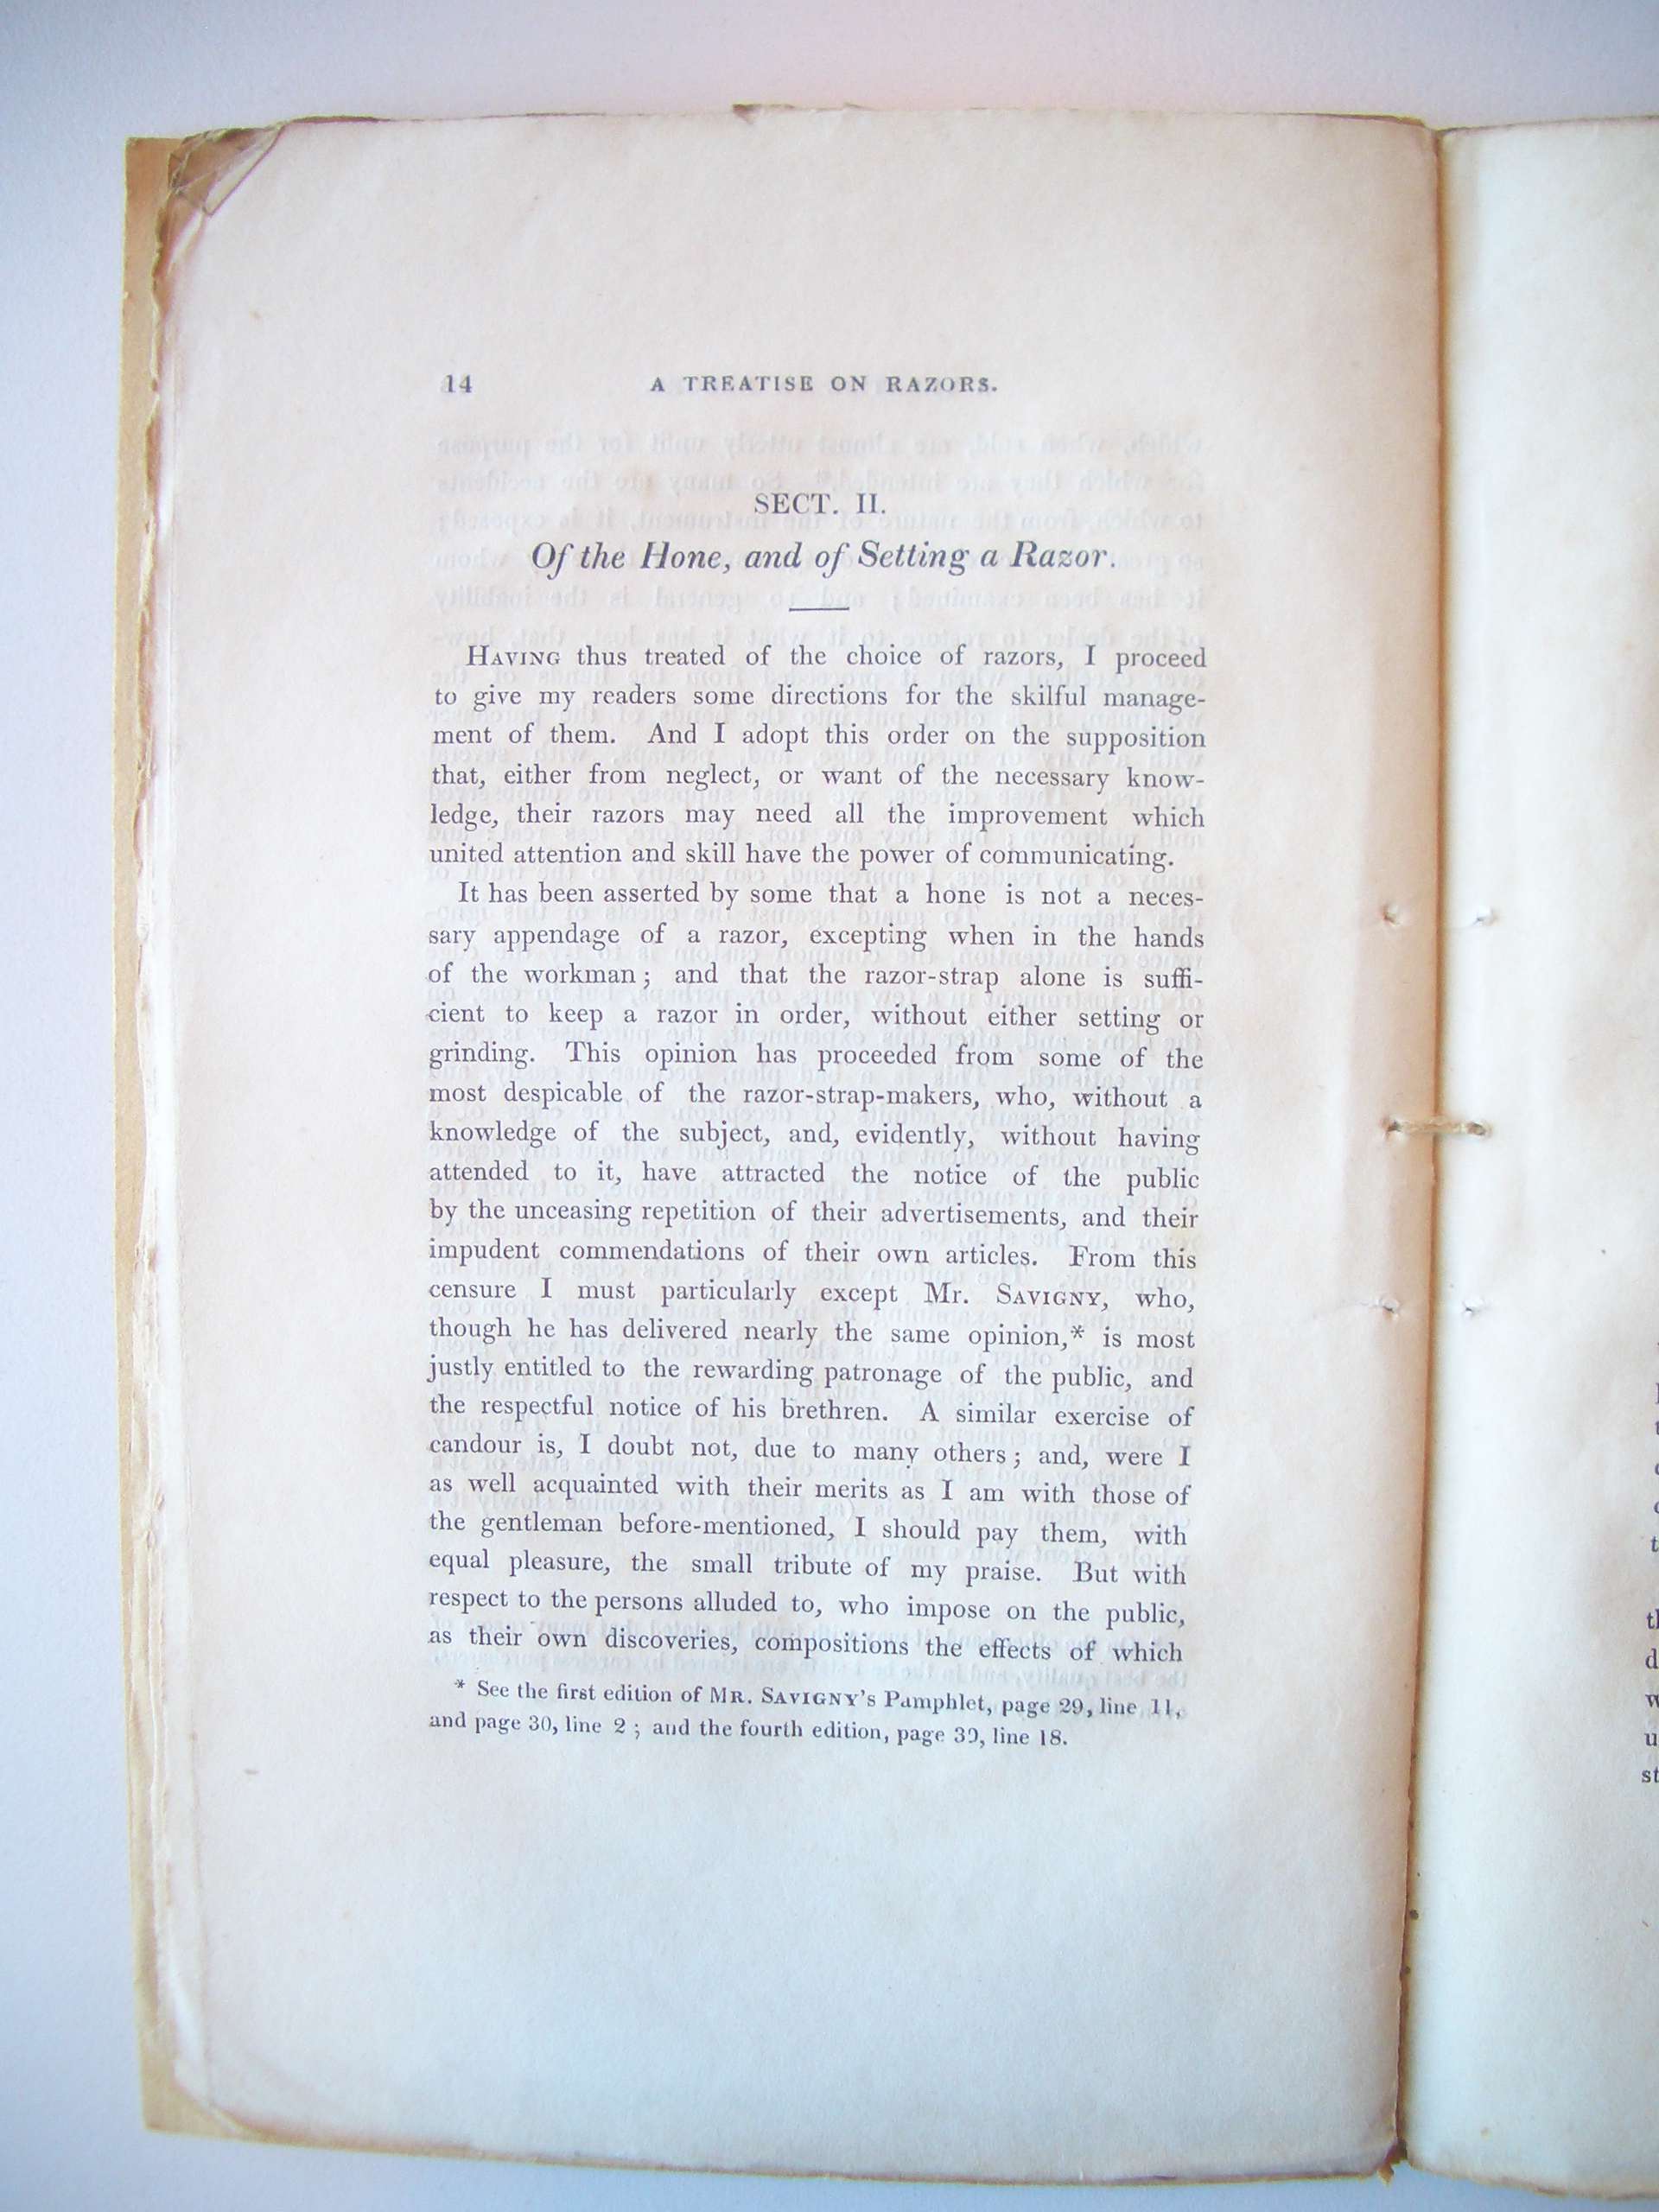 14 A TREATISE ON RAZORS.
SECT. II.
Of the Hone, and of Setting a Razor.
HAVING thus treated of the choice of razors, I proceed
to give my readers some directions for the skilful manage-
ment of them. And I adopt this order on the supposition
that, either from neglect, or want of the necessary know-
ledge, their razors may need all the improvement which
united attention and skill have the power of communicating.
It has been asserted by some that a hone is not a neces-
sary appendage of a razor, excepting when in the hands
of the workman; and that the razor-strap alone is suffi-
cient to keep a razor in order, without either setting or
grinding. This opinion has proceeded from some of the
most despicable of the razor-strap-makers, who, without a
knowledge of the subject, and, evidently, without having
attended to it, have attracted the notice of the public
by the unceasing repetition of their advertisements, and their
impudent commendations of their own articles. From this
censure I must particularly except Mr. SAVIGNY, who,
though he has delivered nearly the same opinion,* is most
justly entitled to the rewarding patronage of the public, and
the respectful notice of his brethren. A similar exercise of
candour is, I doubt not, due to many others; and, were I
as well acquainted with their merits as I am with those of
the gentleman before-mentioned, I should pay them, with
equal pleasure, the small tribute of my praise. But with
respect to the persons alluded to, who impose on the public,
as their own discoveries, compositions the effects of which
* See the first edition of MR. SAVIGNY's Pamphlet, page 29, line 11,
and page 30, line 2; and the fourth edition, page 30, line 18.